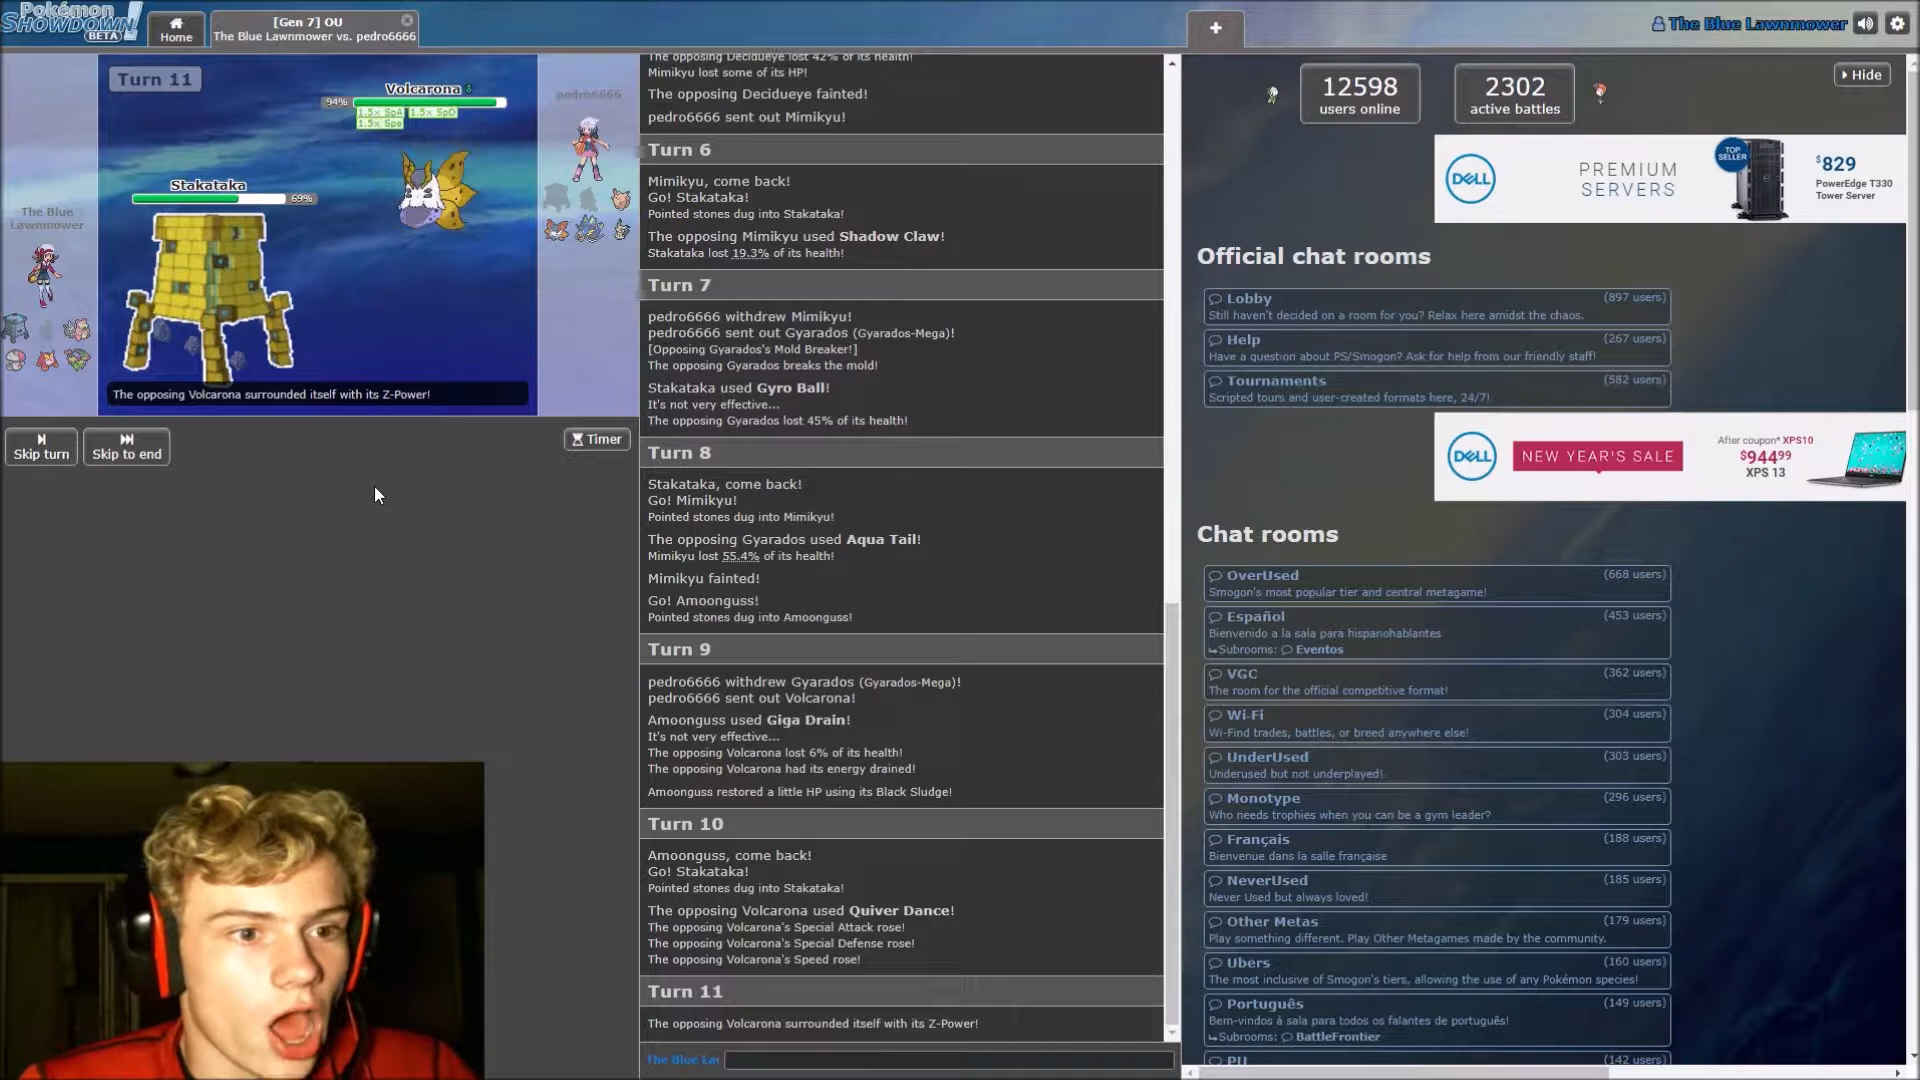 Pokémon
SHOWDOWN!
BETA
Home
[Gen 7] OU
The Blue Lawnmower vs. pedro6666
+
The Blue Lawnmower
Turn 11
Volcarona
94%
1.5x SpA 1.5x SpD
1.5x Spe
Stakataka
69%
The Blue
Lawnmower
pedro6666
The opposing Volcarona surrounded itself with its Z-Power!
Skip turn
Skip to end
Timer
The opposing Decidueye lost 42% of its health!
Mimikyu lost some of its HP!
The opposing Decidueye fainted!
pedro6666 sent out Mimikyu!
Turn 6
Mimikyu, come back!
Go! Stakataka!
Pointed stones dug into Stakataka!
The opposing Mimikyu used Shadow Claw!
Stakataka lost 19.3% of its health!
Turn 7
pedro6666 withdrew Mimikyu!
pedro6666 sent out Gyarados (Gyarados-Mega)!
[Opposing Gyarados's Mold Breaker!]
The opposing Gyarados breaks the mold!
Stakataka used Gyro Ball!
It's not very effective...
The opposing Gyarados lost 45% of its health!
Turn 8
Stakataka, come back!
Go! Mimikyu!
Pointed stones dug into Mimikyu!
The opposing Gyarados used Aqua Tail!
Mimikyu lost 55.4% of its health!
Mimikyu fainted!
Go! Amoonguss!
Pointed stones dug into Amoonguss!
Turn 9
pedro6666 withdrew Gyarados (Gyarados-Mega)!
pedro6666 sent out Volcarona!
Amoonguss used Giga Drain!
It's not very effective...
The opposing Volcarona lost 6% of its health!
The opposing Volcarona had its energy drained!
Amoonguss restored a little HP using its Black Sludge!
Turn 10
Amoonguss, come back!
Go! Stakataka!
Pointed stones dug into Stakataka!
The opposing Volcarona used Quiver Dance!
The opposing Volcarona's Special Attack rose!
The opposing Volcarona's Special Defense rose!
The opposing Volcarona's Speed rose!
Turn 11
The opposing Volcarona surrounded itself with its Z-Power!
The Blue La
12598
users online
2302
active battles
Hide
DELL
PREMIUM
SERVERS
TOP
SELLER
$829
PowerEdge T330
Tower Server
Official chat rooms
Lobby (897 users)
Still haven't decided on a room for you? Relax here amidst the chaos.
Help (267 users)
Have a question about PS/Smogon? Ask for help from our friendly staff!
Tournaments (582 users)
Scripted tours and user-created formats here, 24/7!
DELL
NEW YEAR'S SALE
After coupon* XPS10
$944.99
XPS 13
Chat rooms
OverUsed (668 users)
Smogon's most popular tier and central metagame!
Español (453 users)
Bienvenido a la sala para hispanohablantes
Subrooms: Eventos
VGC (362 users)
The room for the official competitive format!
Wi-Fi (304 users)
Wi-Find trades, battles, or breed anywhere else!
UnderUsed (303 users)
Underused but not underplayed!
Monotype (296 users)
Who needs trophies when you can be a gym leader?
Français (188 users)
Bienvenue dans la salle française
NeverUsed (185 users)
Never Used but always loved!
Other Metas (179 users)
Play something different. Play Other Metagames made by the community.
Ubers (160 users)
The most inclusive of Smogon's tiers, allowing the use of any Pokémon species!
Português (149 users)
Bem-vindos à sala para todos os falantes de português!
Subrooms: BattleFrontier
PU (142 users)